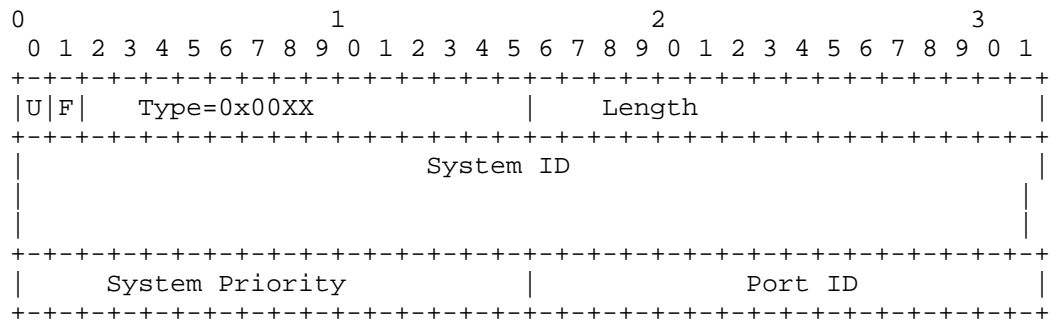 0                   1                   2                   3
 0 1 2 3 4 5 6 7 8 9 0 1 2 3 4 5 6 7 8 9 0 1 2 3 4 5 6 7 8 9 0 1
+-+-+-+-+-+-+-+-+-+-+-+-+-+-+-+-+-+-+-+-+-+-+-+-+-+-+-+-+-+-+-+-+
|U|F|   Type=0x00XX             |    Length                     |
+-+-+-+-+-+-+-+-+-+-+-+-+-+-+-+-+-+-+-+-+-+-+-+-+-+-+-+-+-+-+-+-+
|                         System ID                             |
|                                                              |
|                                                              |
+-+-+-+-+-+-+-+-+-+-+-+-+-+-+-+-+-+-+-+-+-+-+-+-+-+-+-+-+-+-+-+-+
|     System Priority           |             Port ID           |
+-+-+-+-+-+-+-+-+-+-+-+-+-+-+-+-+-+-+-+-+-+-+-+-+-+-+-+-+-+-+-+-+